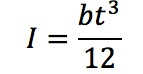 I = bt³/12